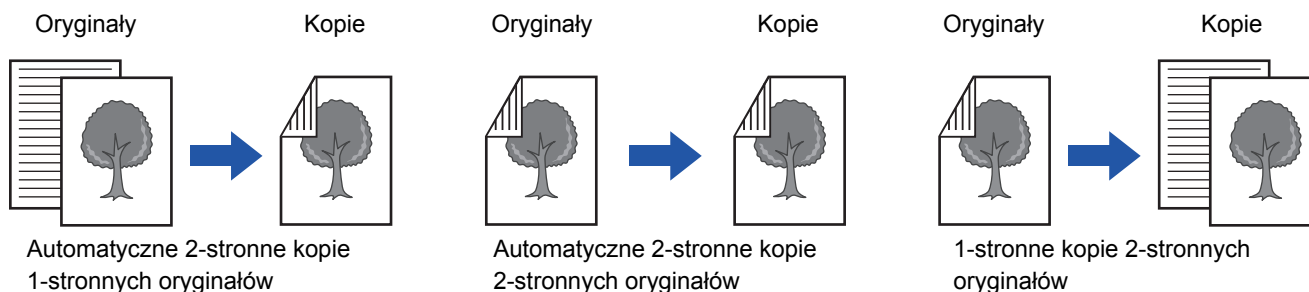 Oryginały
Kopie
Automatyczne 2-stronne kopie
1-stronnych oryginałów
Oryginały
Kopie
Automatyczne 2-stronne kopie
2-stronnych oryginałów
Oryginały
Kopie
1-stronne kopie 2-stronnych
oryginałów